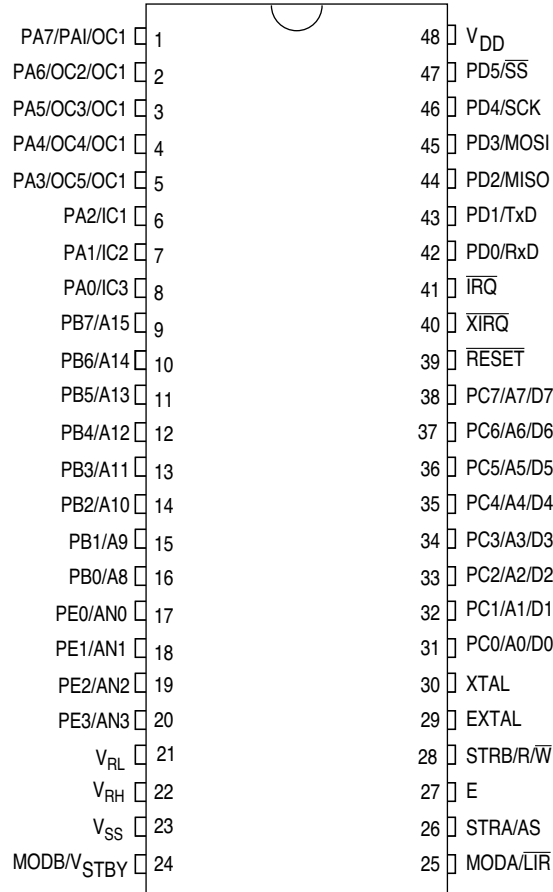 PA7/PAI/OC1 1 48 VDD
PA6/OC2/OC1 2 47 PD5/S̅S̅
PA5/OC3/OC1 3 46 PD4/SCK
PA4/OC4/OC1 4 45 PD3/MOSI
PA3/OC5/OC1 5 44 PD2/MISO
PA2/IC1 6 43 PD1/TxD
PA1/IC2 7 42 PD0/RxD
PA0/IC3 8 41 I̅R̅Q̅
PB7/A15 9 40 X̅I̅R̅Q̅
PB6/A14 10 39 R̅E̅S̅E̅T̅
PB5/A13 11 38 PC7/A7/D7
PB4/A12 12 37 PC6/A6/D6
PB3/A11 13 36 PC5/A5/D5
PB2/A10 14 35 PC4/A4/D4
PB1/A9 15 34 PC3/A3/D3
PB0/A8 16 33 PC2/A2/D2
PE0/AN0 17 32 PC1/A1/D1
PE1/AN1 18 31 PC0/A0/D0
PE2/AN2 19 30 XTAL
PE3/AN3 20 29 EXTAL
VRL 21 28 STRB/R/W̅
VRH 22 27 E
VSS 23 26 STRA/AS
MODB/VSTBY 24 25 MODA/L̅I̅R̅